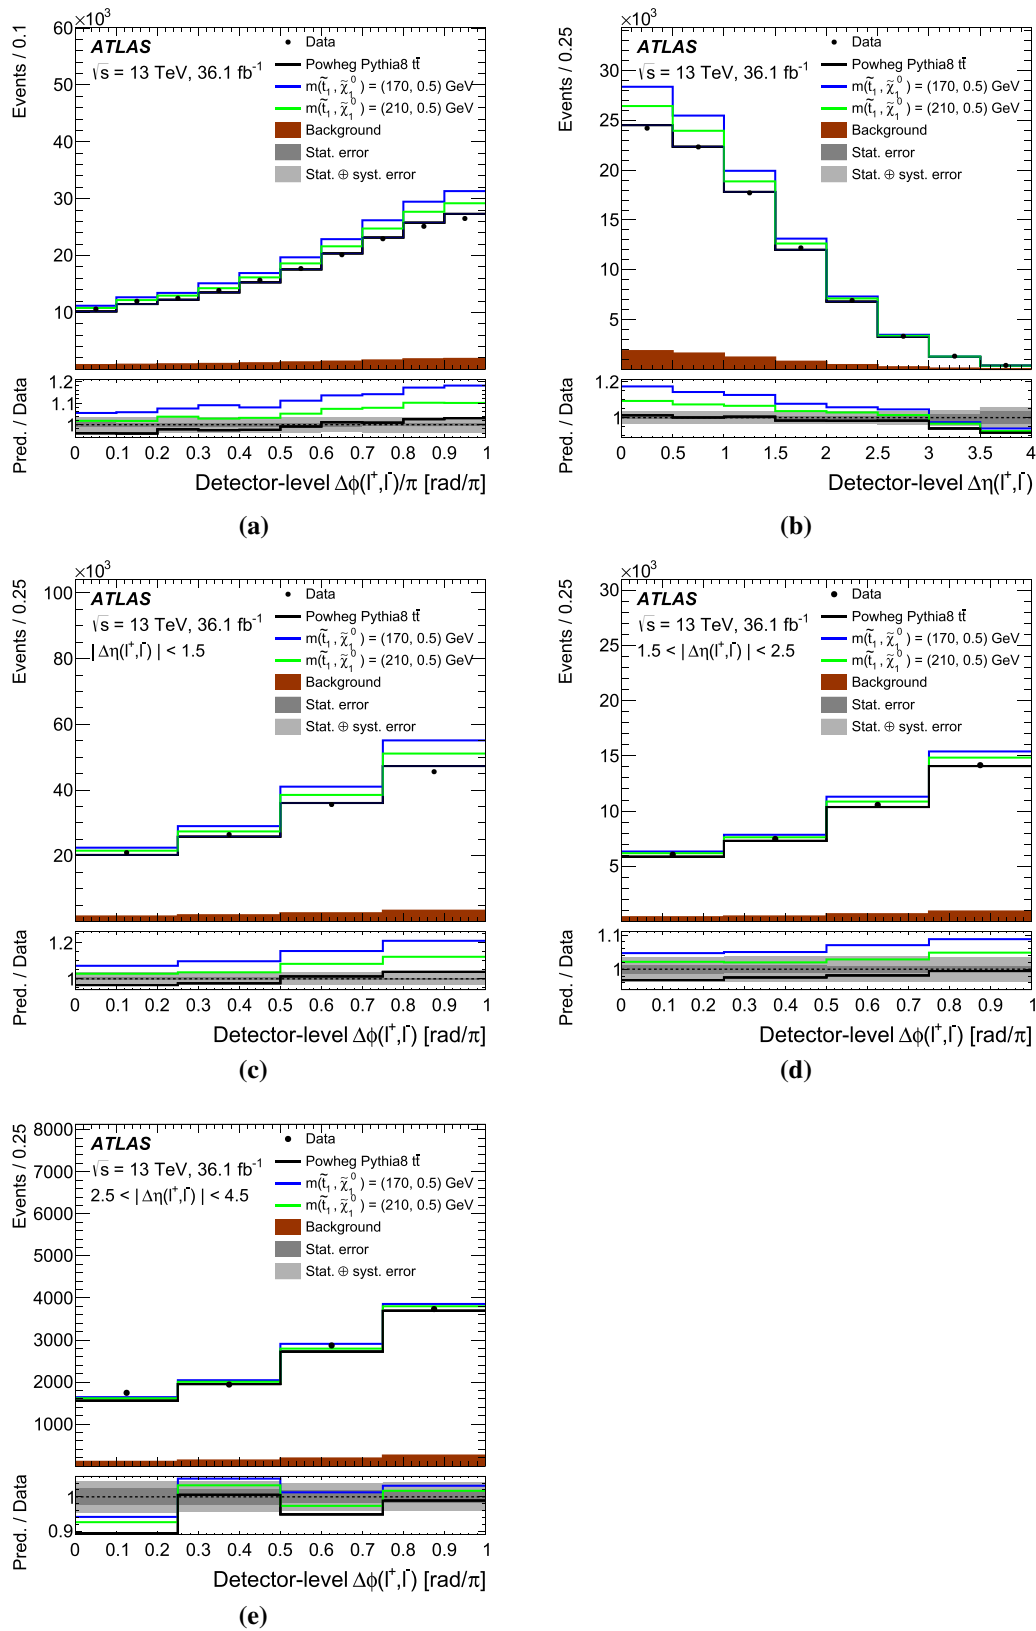 ×10³
Events / 0.1
60
50
40
30
20
10
ATLAS
√s = 13 TeV, 36.1 fb⁻¹
Data
Powheg Pythia8 tt̄
m(t̃₁, χ̃₁⁰) = (170, 0.5) GeV
m(t̃₁, χ̃₁⁰) = (210, 0.5) GeV
Background
Stat. error
Stat. ⊕ syst. error
Pred. / Data
1.2
1.1
1
0 0.1 0.2 0.3 0.4 0.5 0.6 0.7 0.8 0.9 1
Detector-level Δϕ(l⁺,l⁻)/π [rad/π]
(a)
×10³
Events / 0.25
30
25
20
15
10
5
ATLAS
√s = 13 TeV, 36.1 fb⁻¹
Data
Powheg Pythia8 tt̄
m(t̃₁, χ̃₁⁰) = (170, 0.5) GeV
m(t̃₁, χ̃₁⁰) = (210, 0.5) GeV
Background
Stat. error
Stat. ⊕ syst. error
Pred. / Data
1.2
1
0 0.5 1 1.5 2 2.5 3 3.5 4
Detector-level Δη(l⁺,l⁻)
(b)
×10³
Events / 0.25
100
80
60
40
20
ATLAS
√s = 13 TeV, 36.1 fb⁻¹
|Δη(l⁺,l⁻)| < 1.5
Data
Powheg Pythia8 tt̄
m(t̃₁, χ̃₁⁰) = (170, 0.5) GeV
m(t̃₁, χ̃₁⁰) = (210, 0.5) GeV
Background
Stat. error
Stat. ⊕ syst. error
Pred. / Data
1.2
1
0 0.1 0.2 0.3 0.4 0.5 0.6 0.7 0.8 0.9 1
Detector-level Δϕ(l⁺,l⁻) [rad/π]
(c)
×10³
Events / 0.25
30
25
20
15
10
5
ATLAS
√s = 13 TeV, 36.1 fb⁻¹
1.5 < |Δη(l⁺,l⁻)| < 2.5
Data
Powheg Pythia8 tt̄
m(t̃₁, χ̃₁⁰) = (170, 0.5) GeV
m(t̃₁, χ̃₁⁰) = (210, 0.5) GeV
Background
Stat. error
Stat. ⊕ syst. error
Pred. / Data
1.1
1
0 0.1 0.2 0.3 0.4 0.5 0.6 0.7 0.8 0.9 1
Detector-level Δϕ(l⁺,l⁻) [rad/π]
(d)
Events / 0.25
8000
7000
6000
5000
4000
3000
2000
1000
ATLAS
√s = 13 TeV, 36.1 fb⁻¹
2.5 < |Δη(l⁺,l⁻)| < 4.5
Data
Powheg Pythia8 tt̄
m(t̃₁, χ̃₁⁰) = (170, 0.5) GeV
m(t̃₁, χ̃₁⁰) = (210, 0.5) GeV
Background
Stat. error
Stat. ⊕ syst. error
Pred. / Data
1
0.9
0 0.1 0.2 0.3 0.4 0.5 0.6 0.7 0.8 0.9 1
Detector-level Δϕ(l⁺,l⁻) [rad/π]
(e)